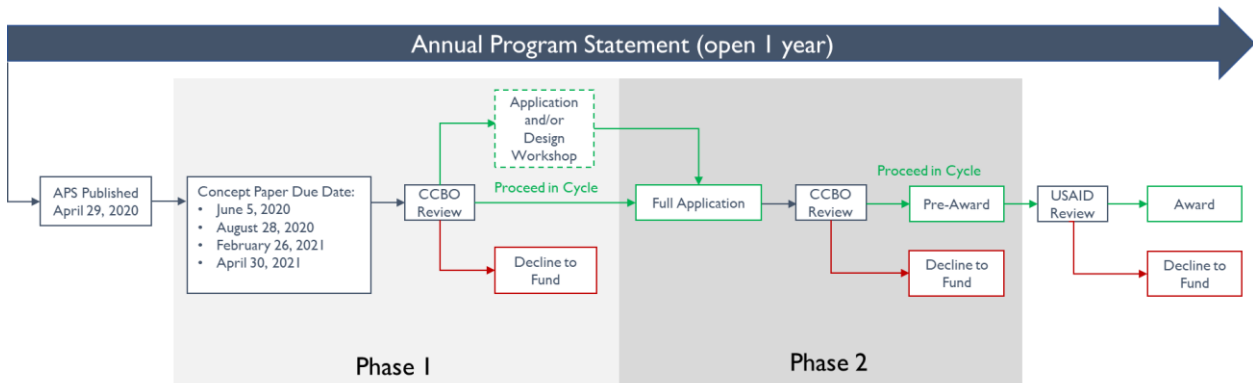 Annual Program Statement (open 1 year)
APS Published
April 29, 2020
Concept Paper Due Date:
• June 5, 2020
• August 28, 2020
• February 26, 2021
• April 30, 2021
CCBO
Review
Application
and/or
Design
Workshop
Proceed in Cycle
Decline to
Fund
Phase 1
Full Application
CCBO
Review
Proceed in Cycle
Pre-Award
Decline to
Fund
Phase 2
USAID
Review
Award
Decline to
Fund